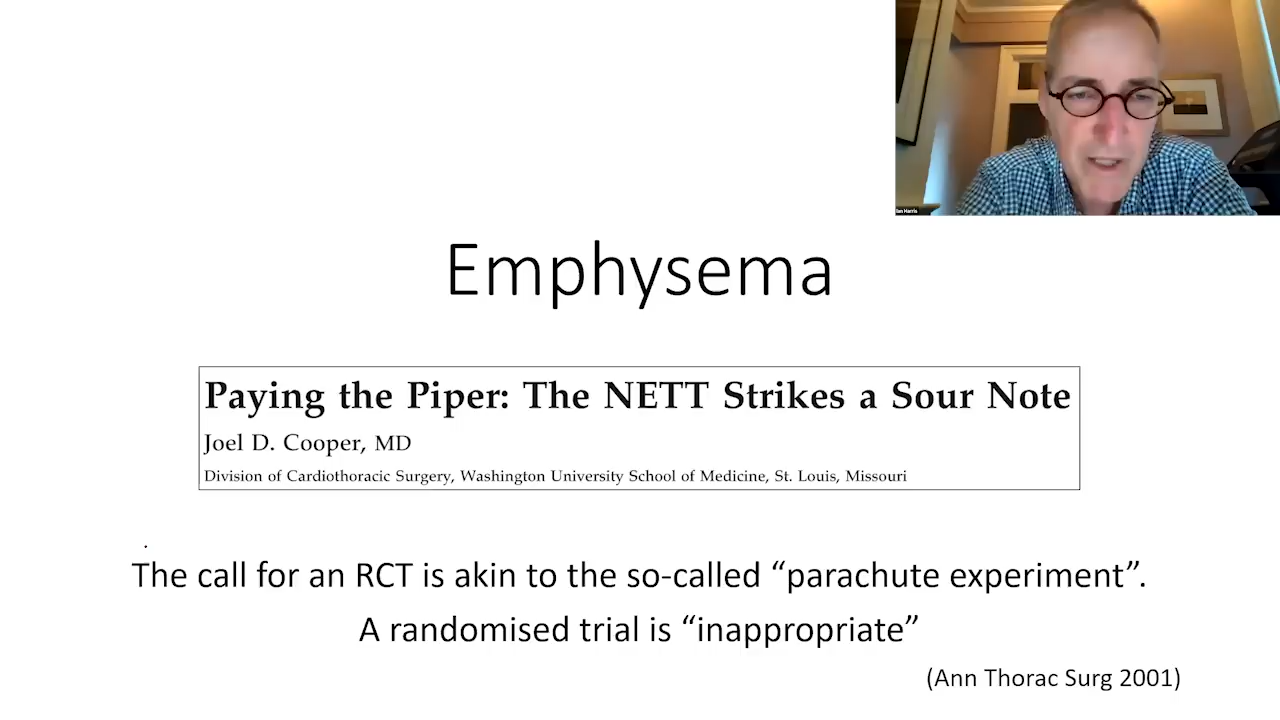 Ian Harris
Emphysema
Paying the Piper: The NETT Strikes a Sour Note
Joel D. Cooper, MD
Division of Cardiothoracic Surgery, Washington University School of Medicine, St. Louis, Missouri
The call for an RCT is akin to the so-called “parachute experiment”.
A randomised trial is “inappropriate”
(Ann Thorac Surg 2001)